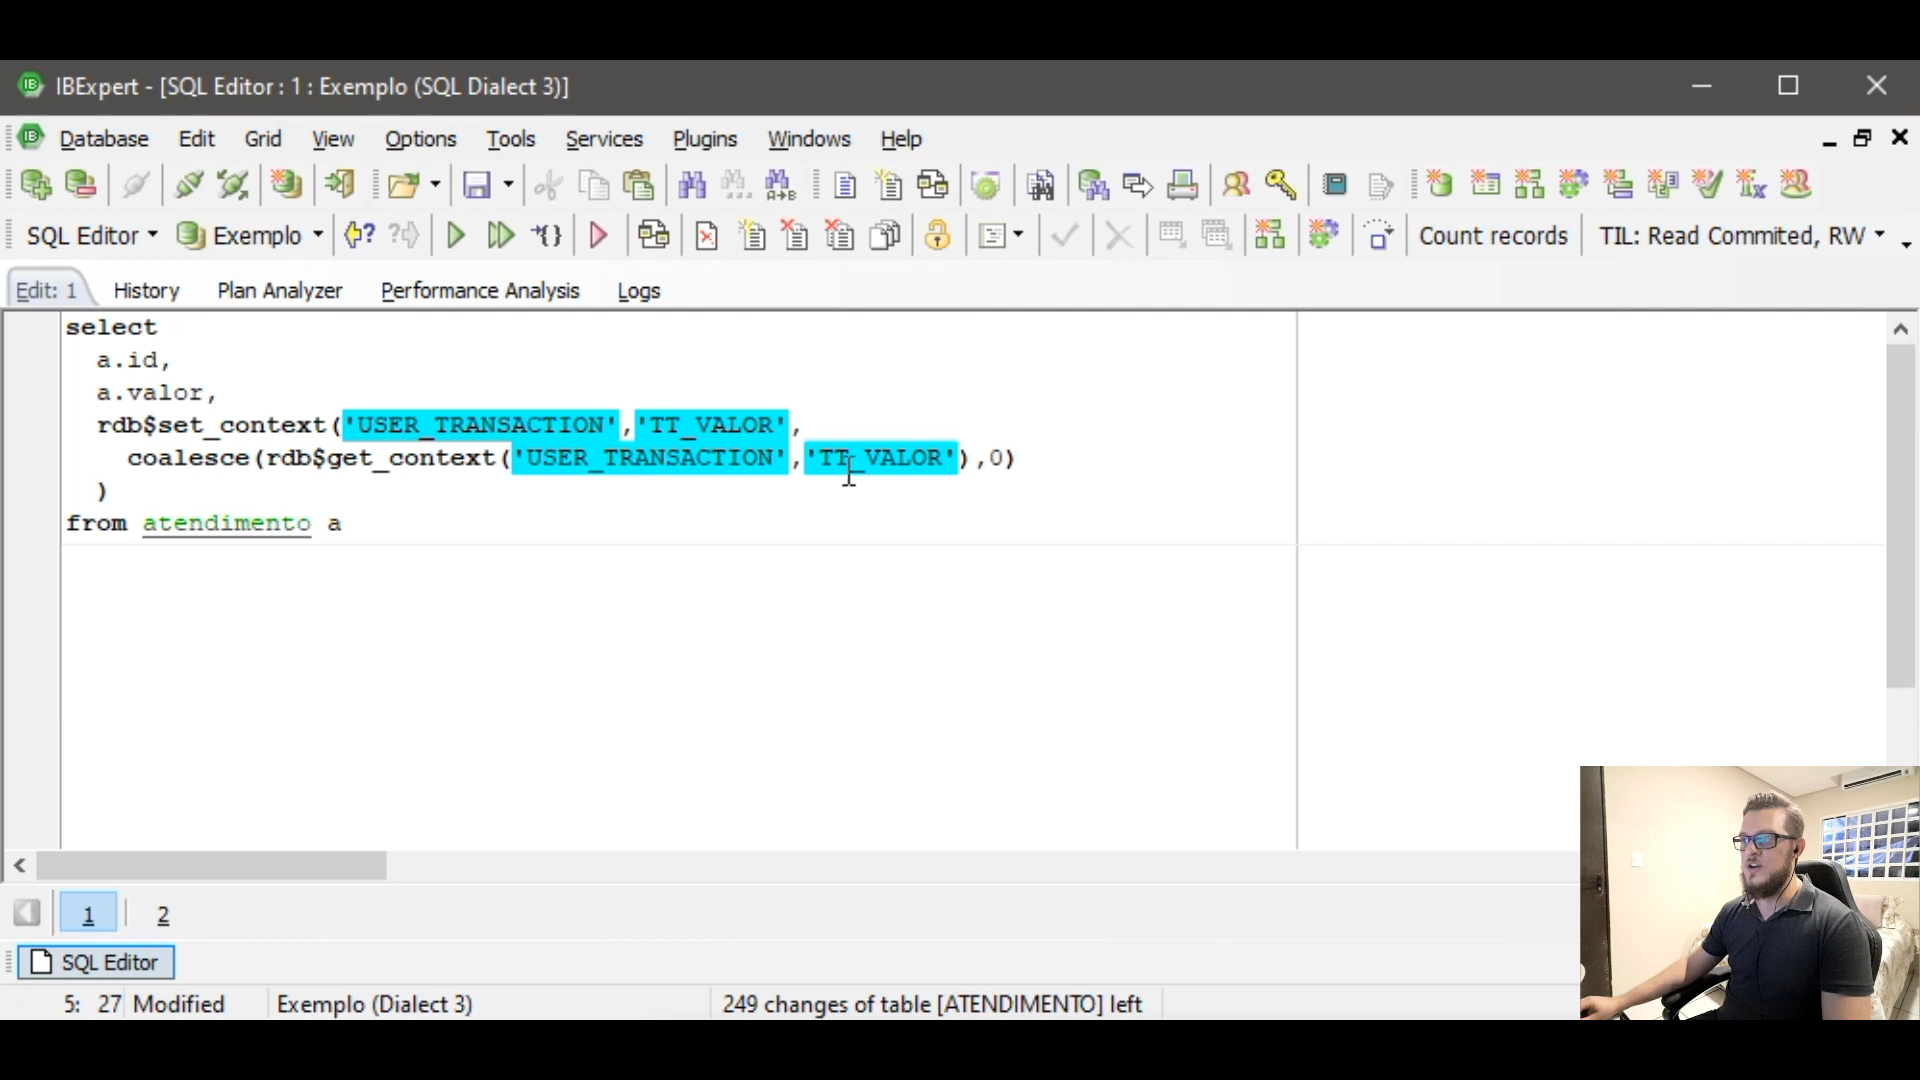 IBExpert - [SQL Editor : 1 : Exemplo (SQL Dialect 3)]
Database Edit Grid View Options Tools Services Plugins Windows Help
SQL Editor Exemplo Count records TIL: Read Commited, RW
Edit: 1 History Plan Analyzer Performance Analysis Logs
select
a.id,
a.valor,
rdb$set_context('USER_TRANSACTION','TT_VALOR',
coalesce(rdb$get_context('USER_TRANSACTION','TT_VALOR'),0)
)
from atendimento a
1 2
SQL Editor
5: 27 Modified Exemplo (Dialect 3) 249 changes of table [ATENDIMENTO] left